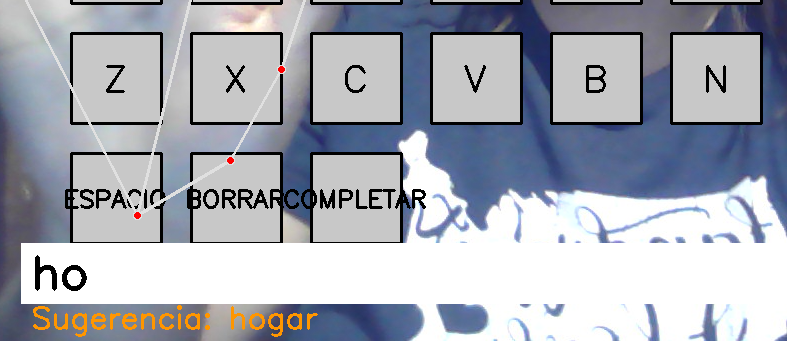 Z X C V B N
ESPACIO BORRAR COMPLETAR
ho
Sugerencia: hogar